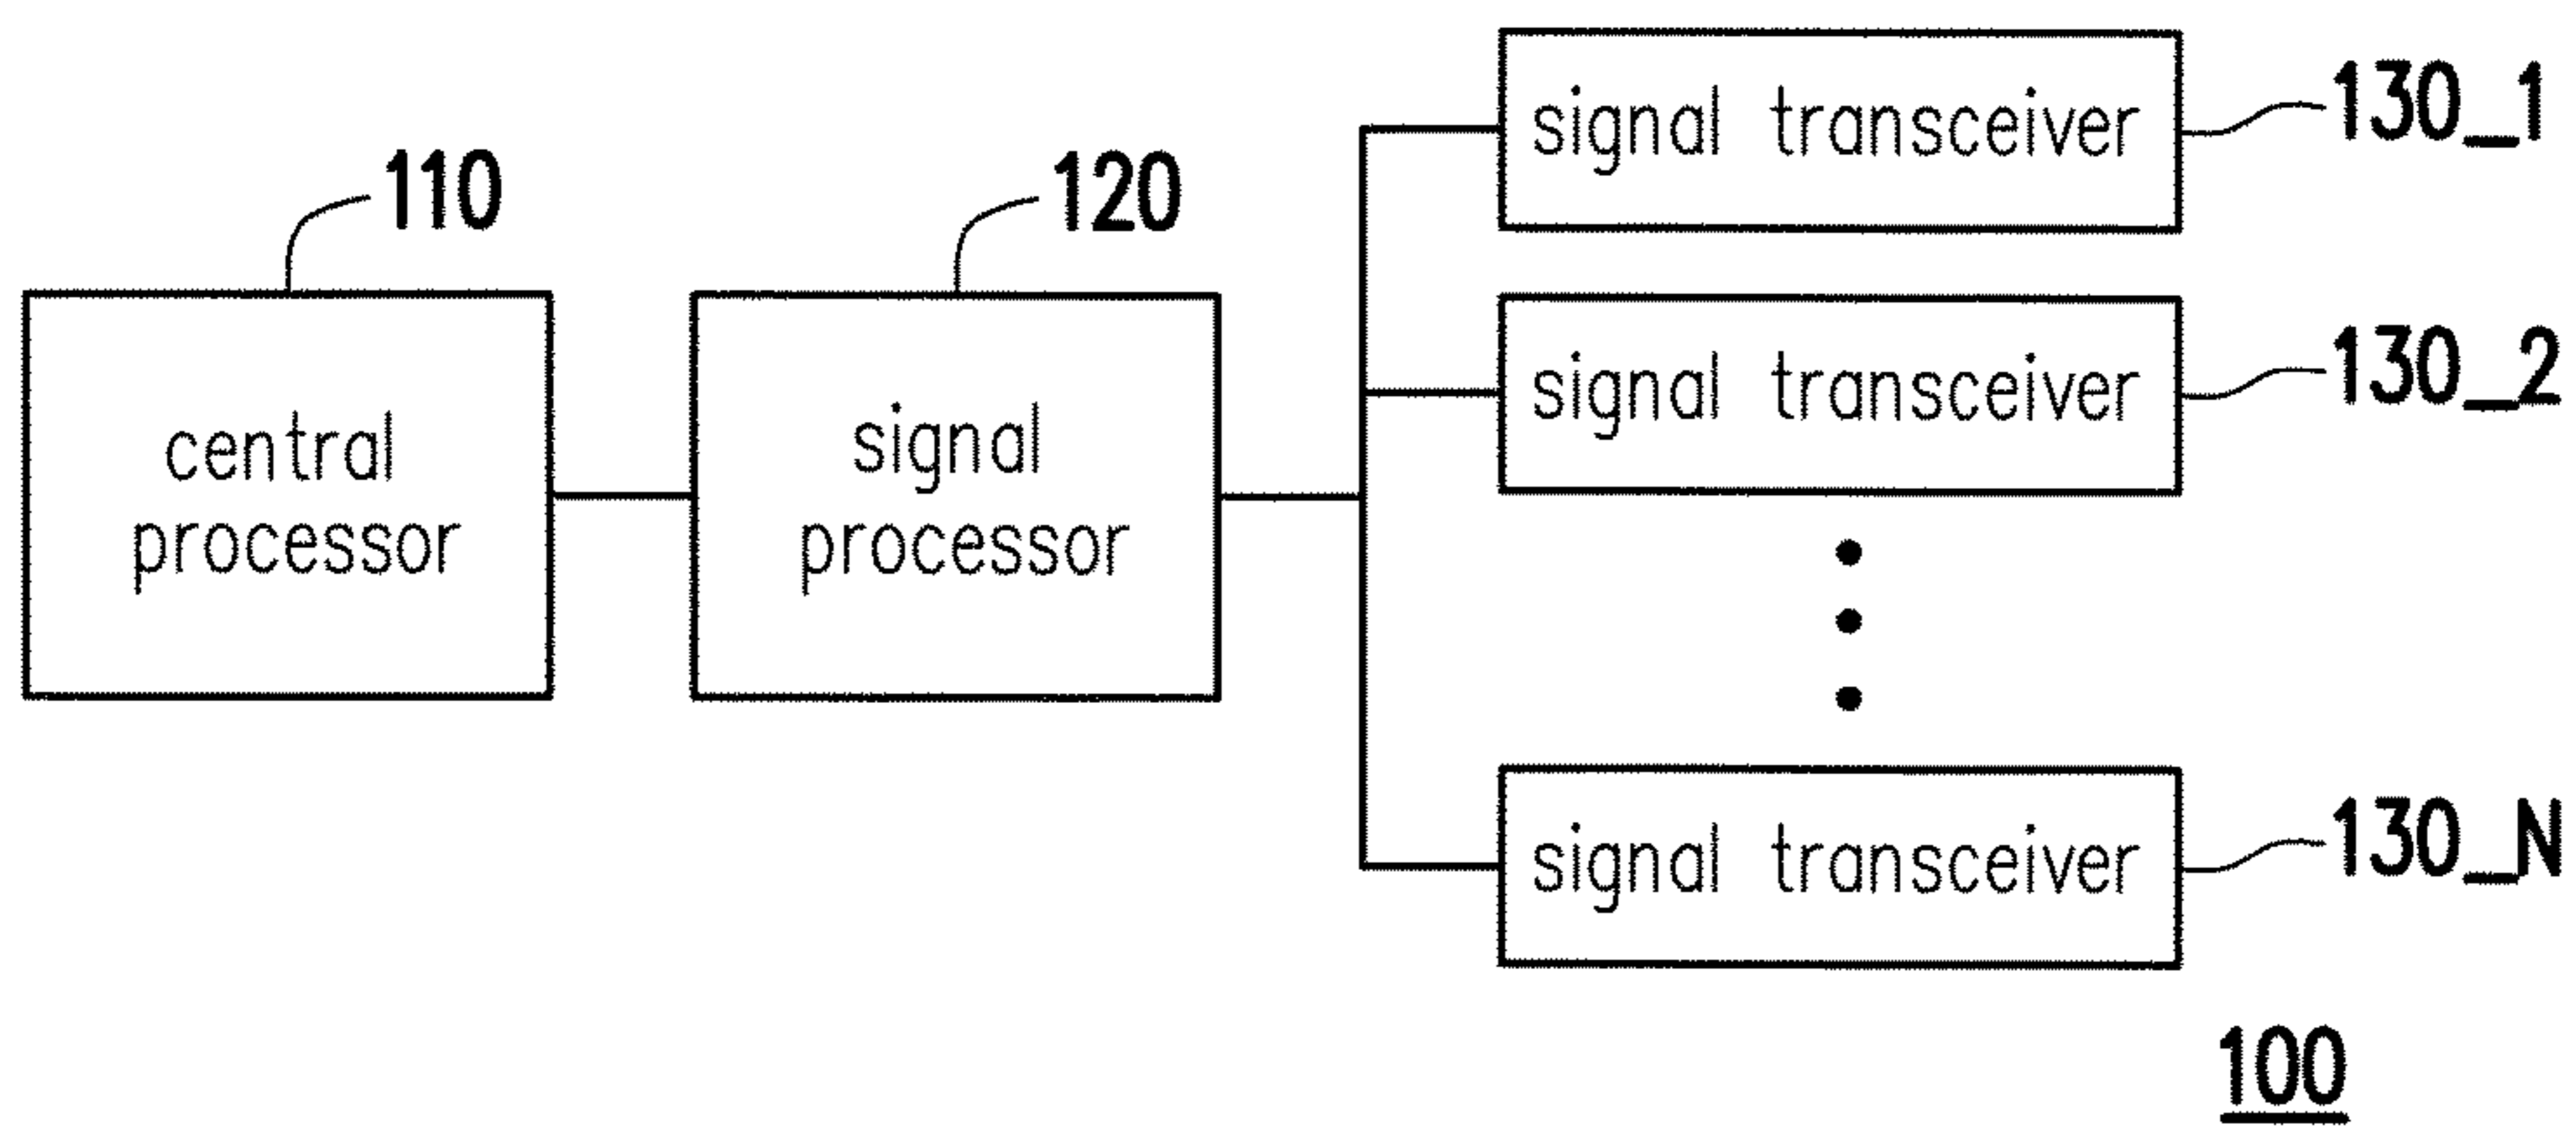 110
central
processor
120
signal
processor
signal transceiver
130_1
signal transceiver
130_2
signal transceiver
130_N
100